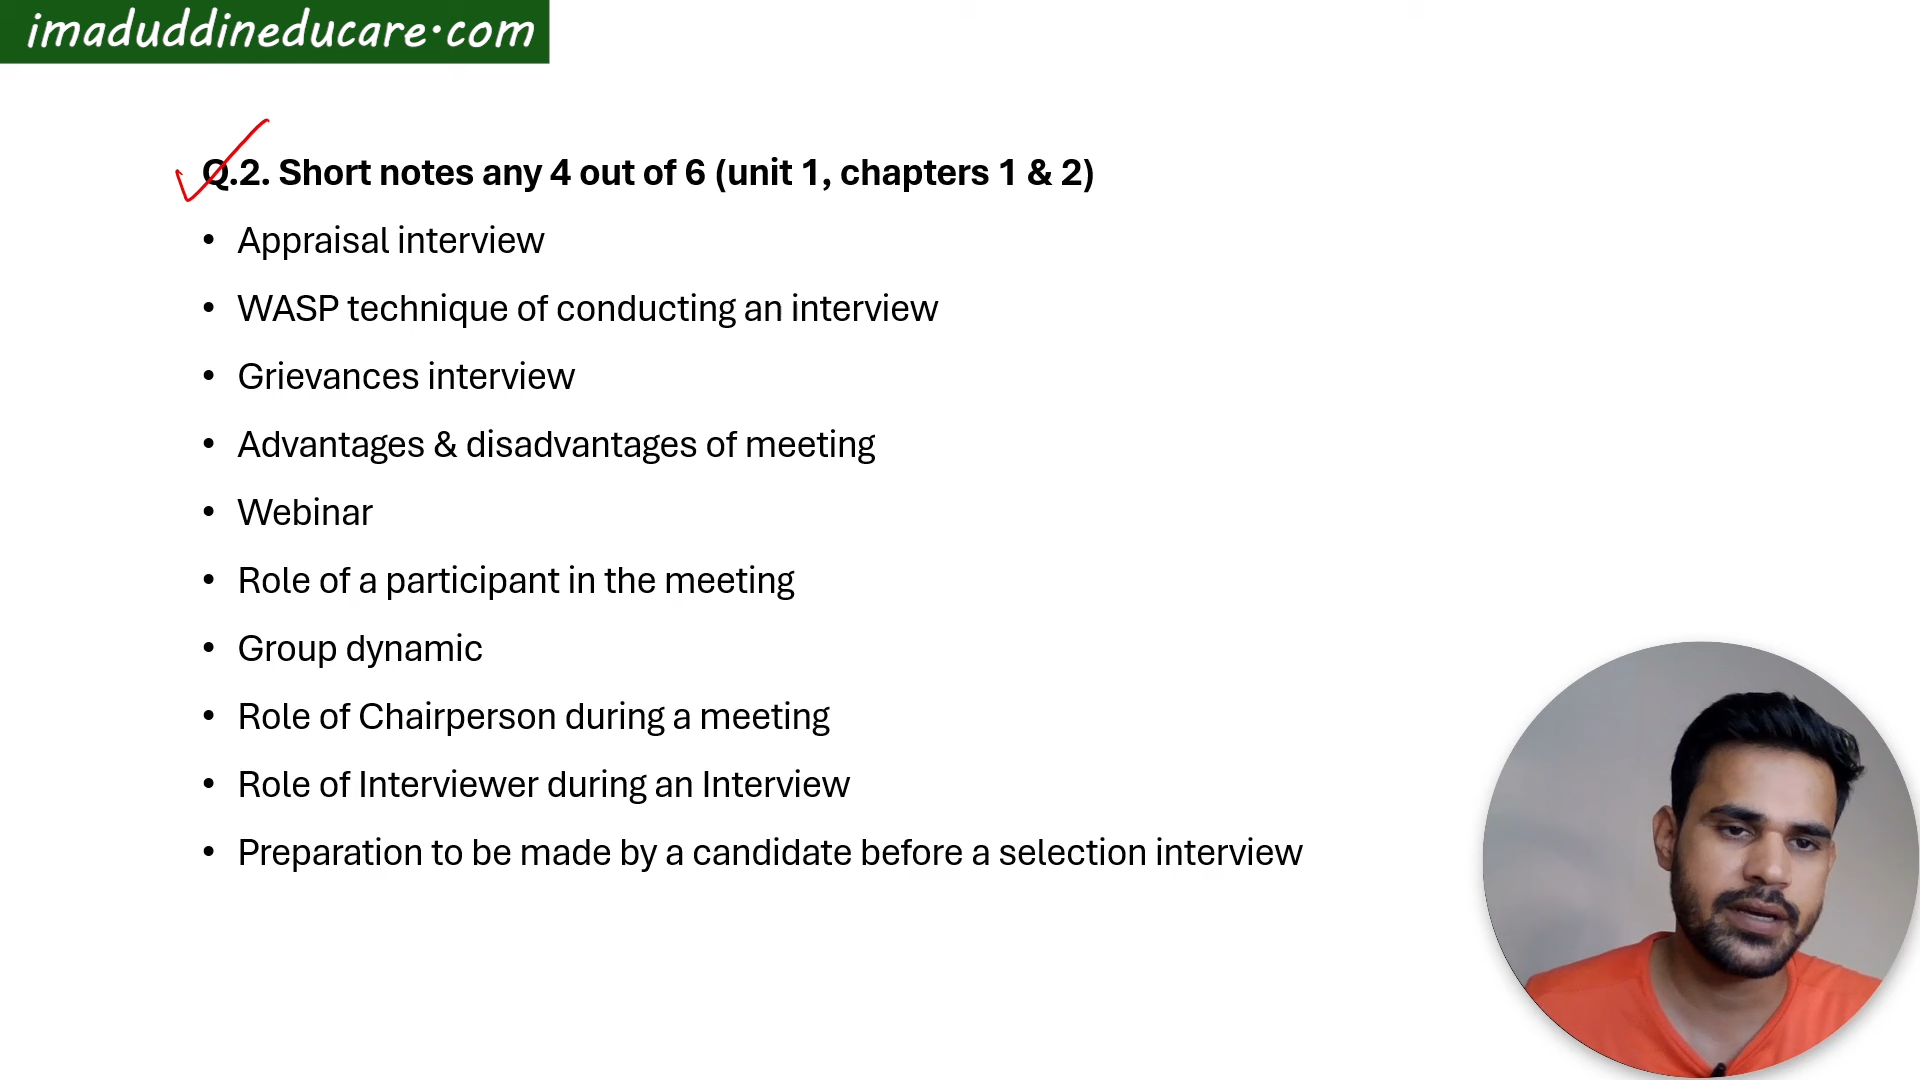 imaduddineducare.com
Q.2. Short notes any 4 out of 6 (unit 1, chapters 1 & 2)
• Appraisal interview
• WASP technique of conducting an interview
• Grievances interview
• Advantages & disadvantages of meeting
• Webinar
• Role of a participant in the meeting
• Group dynamic
• Role of Chairperson during a meeting
• Role of Interviewer during an Interview
• Preparation to be made by a candidate before a selection interview